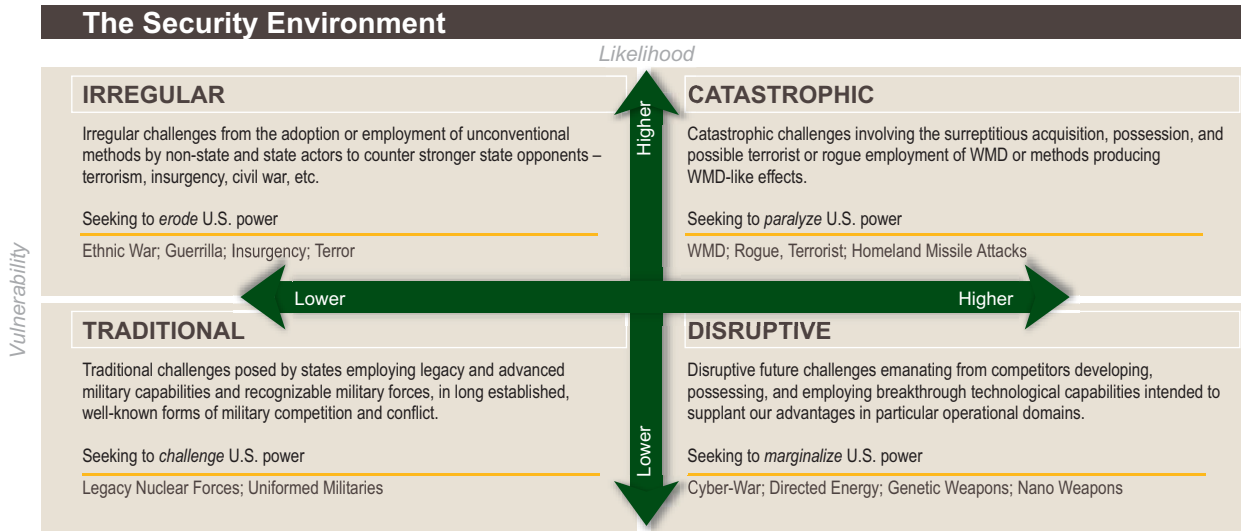 The Security Environment
Likelihood
Vulnerability
IRREGULAR
Irregular challenges from the adoption or employment of unconventional
methods by non-state and state actors to counter stronger state opponents –
terrorism, insurgency, civil war, etc.
Seeking to erode U.S. power
Ethnic War; Guerrilla; Insurgency; Terror
CATASTROPHIC
Catastrophic challenges involving the surreptitious acquisition, possession, and
possible terrorist or rogue employment of WMD or methods producing
WMD-like effects.
Seeking to paralyze U.S. power
WMD; Rogue, Terrorist; Homeland Missile Attacks
Higher
Lower
Higher
Lower
TRADITIONAL
Traditional challenges posed by states employing legacy and advanced
military capabilities and recognizable military forces, in long established,
well-known forms of military competition and conflict.
Seeking to challenge U.S. power
Legacy Nuclear Forces; Uniformed Militaries
DISRUPTIVE
Disruptive future challenges emanating from competitors developing,
possessing, and employing breakthrough technological capabilities intended to
supplant our advantages in particular operational domains.
Seeking to marginalize U.S. power
Cyber-War; Directed Energy; Genetic Weapons; Nano Weapons